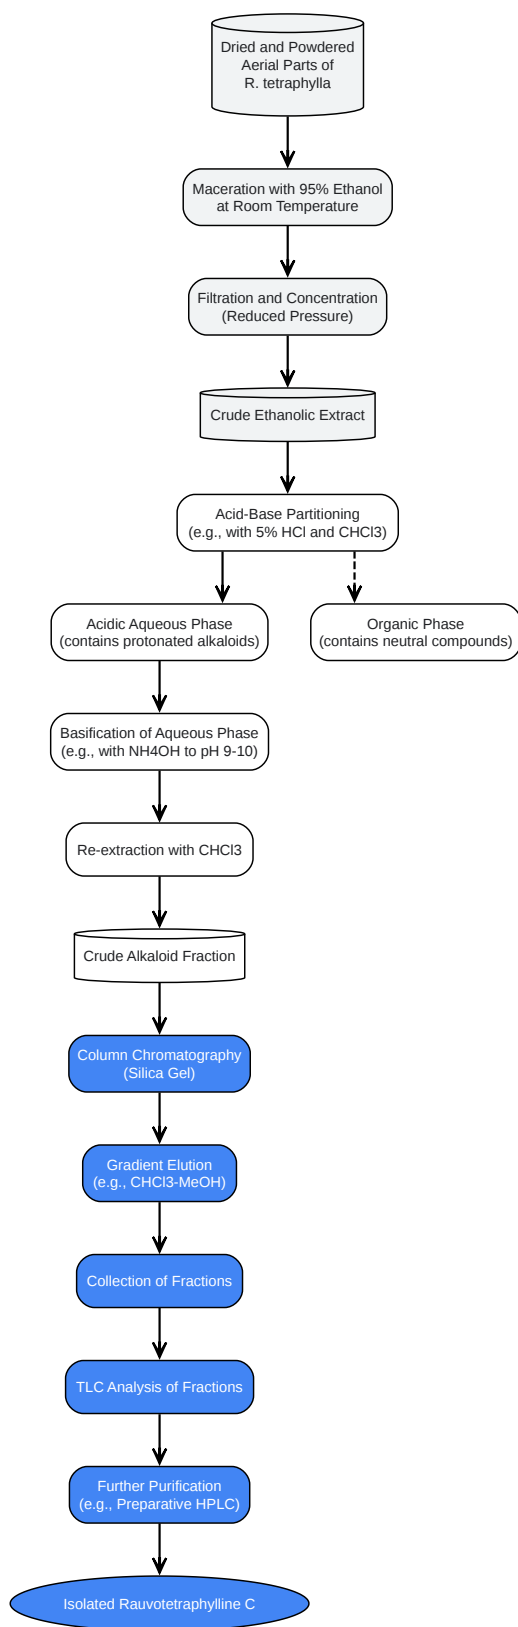 Dried and Powdered
Aerial Parts of
R. tetraphylla
Maceration with 95% Ethanol
at Room Temperature
Filtration and Concentration
(Reduced Pressure)
Crude Ethanolic Extract
Acid-Base Partitioning
(e.g., with 5% HCl and CHCl3)
Acidic Aqueous Phase
(contains protonated alkaloids)
Organic Phase
(contains neutral compounds)
Basification of Aqueous Phase
(e.g., with NH4OH to pH 9-10)
Re-extraction with CHCl3
Crude Alkaloid Fraction
Column Chromatography
(Silica Gel)
Gradient Elution
(e.g., CHCl3-MeOH)
Collection of Fractions
TLC Analysis of Fractions
Further Purification
(e.g., Preparative HPLC)
Isolated Rauvotetraphylline C